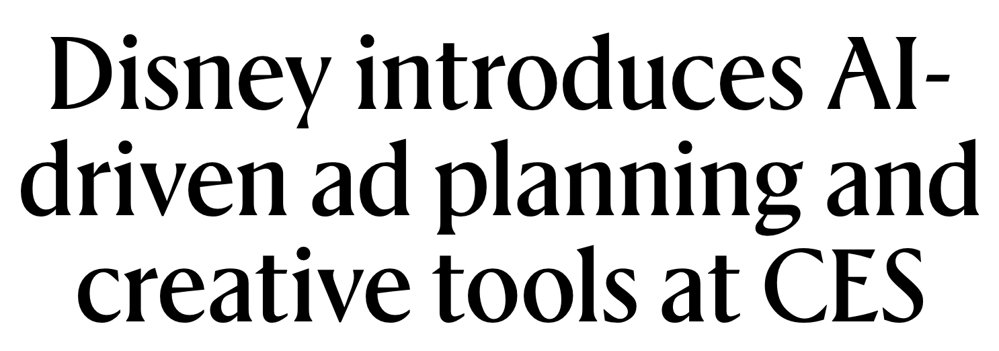 Disney introduces AI-
driven ad planning and
creative tools at CES